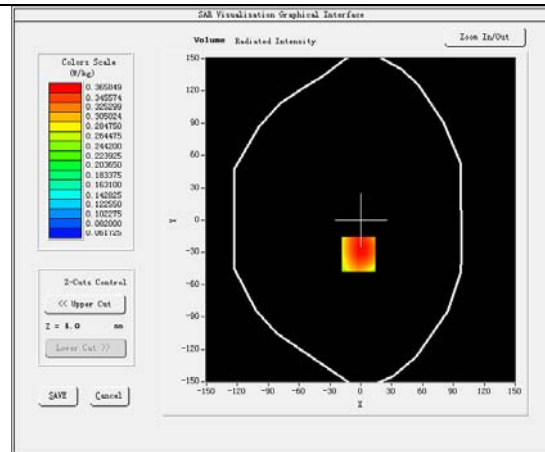 SAR Visualisation Graphical Interface
Volume Radiated Intensity
Zoom In/Out
Colors Scale
(W/kg)
0.365849
0.345574
0.325299
0.305024
0.284750
0.264475
0.244200
0.223925
0.203650
0.183375
0.163100
0.142825
0.122550
0.102275
0.082000
0.061725
Z-Cuts Control
<< Upper Cut
Z = 4.0 mm
Lower Cut >>
SAVE Cancel
150
120
90
60
30
0
-30
-60
-90
-120
-150
Y
-150 -120 -90 -60 -30 0 30 60 90 120 150
X